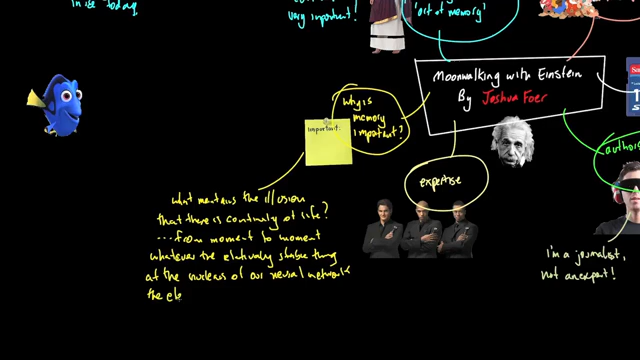 in use today
very important!
'art of memory'
Moonwalking with Einstein
By Joshua Foer
why is
memory
important?
important:
expertise
authors
I'm a journalist,
not an expert!
what maintains the illusion
that there is continuity of life?
...from moment to moment
whatever the relatively stable thing
at the nucleus of our neural network
the